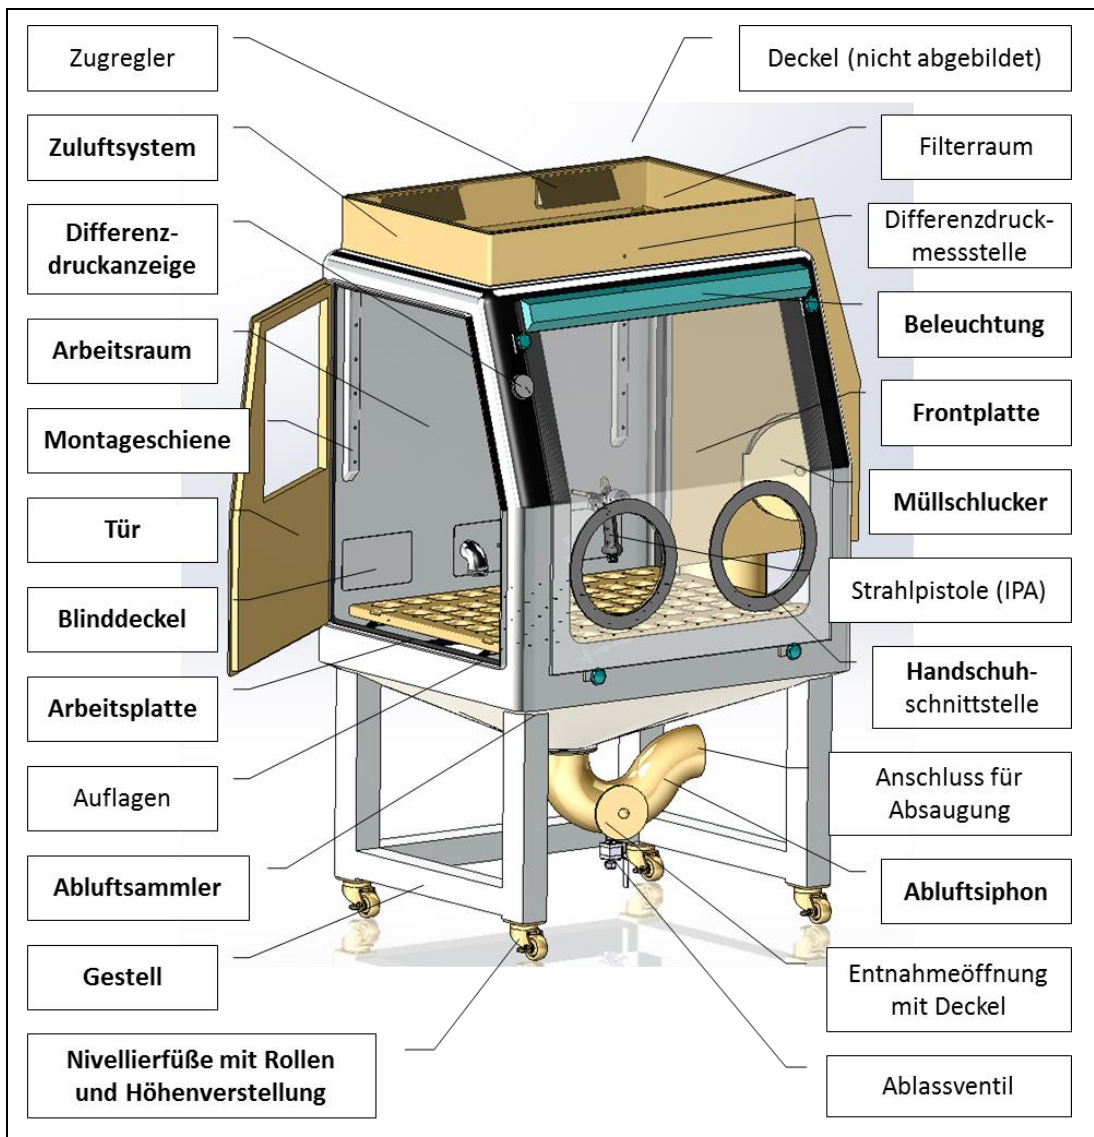 Zugregler
Zuluftsystem
Differenz-
druckanzeige
Arbeitsraum
Montageschiene
Tür
Blinddeckel
Arbeitsplatte
Auflagen
Abluftsammler
Gestell
Nivellierfüße mit Rollen
und Höhenverstellung
Deckel (nicht abgebildet)
Filterraum
Differenzdruck-
messstelle
Beleuchtung
Frontplatte
Müllschlucker
Strahlpistole (IPA)
Handschuh-
schnittstelle
Anschluss für
Absaugung
Abluftsiphon
Entnahmeöffnung
mit Deckel
Ablassventil